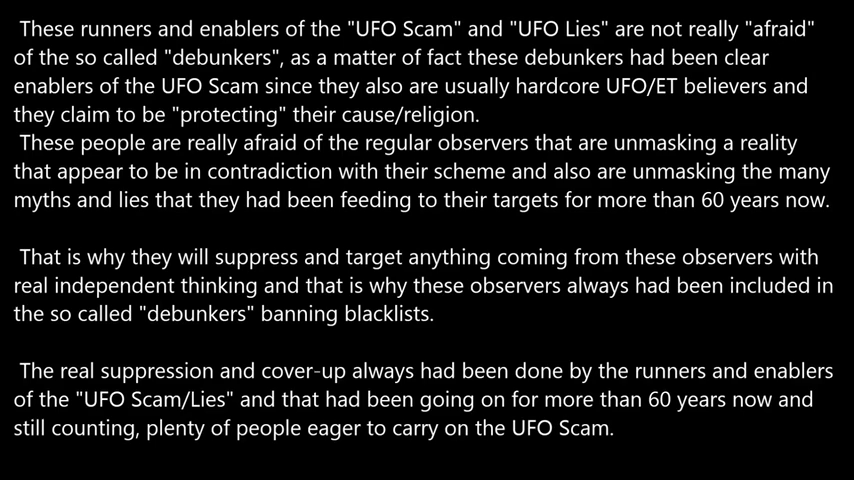 These runners and enablers of the "UFO Scam" and "UFO Lies" are not really "afraid"
of the so called "debunkers", as a matter of fact these debunkers had been clear
enablers of the UFO Scam since they also are usually hardcore UFO/ET believers and
they claim to be "protecting" their cause/religion.
These people are really afraid of the regular observers that are unmasking a reality
that appear to be in contradiction with their scheme and also are unmasking the many
myths and lies that they had been feeding to their targets for more than 60 years now.
That is why they will suppress and target anything coming from these observers with
real independent thinking and that is why these observers always had been included in
the so called "debunkers" banning blacklists.
The real suppression and cover-up always had been done by the runners and enablers
of the "UFO Scam/Lies" and that had been going on for more than 60 years now and
still counting, plenty of people eager to carry on the UFO Scam.